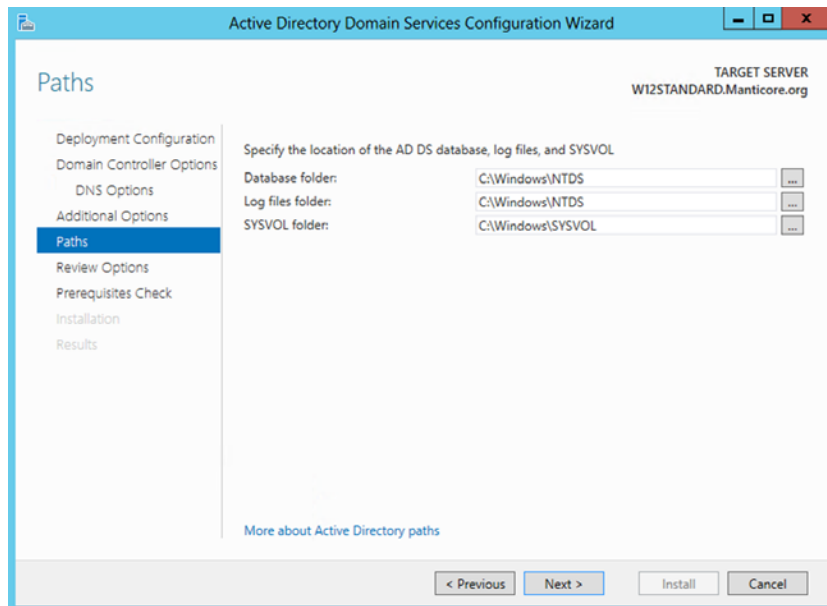 Active Directory Domain Services Configuration Wizard
Paths
TARGET SERVER
W12STANDARD.Manticore.org
Deployment Configuration
Domain Controller Options
DNS Options
Additional Options
Paths
Review Options
Prerequisites Check
Installation
Results
Specify the location of the AD DS database, log files, and SYSVOL
Database folder: C:\Windows\NTDS ...
Log files folder: C:\Windows\NTDS ...
SYSVOL folder: C:\Windows\SYSVOL ...
More about Active Directory paths
< Previous Next > Install Cancel